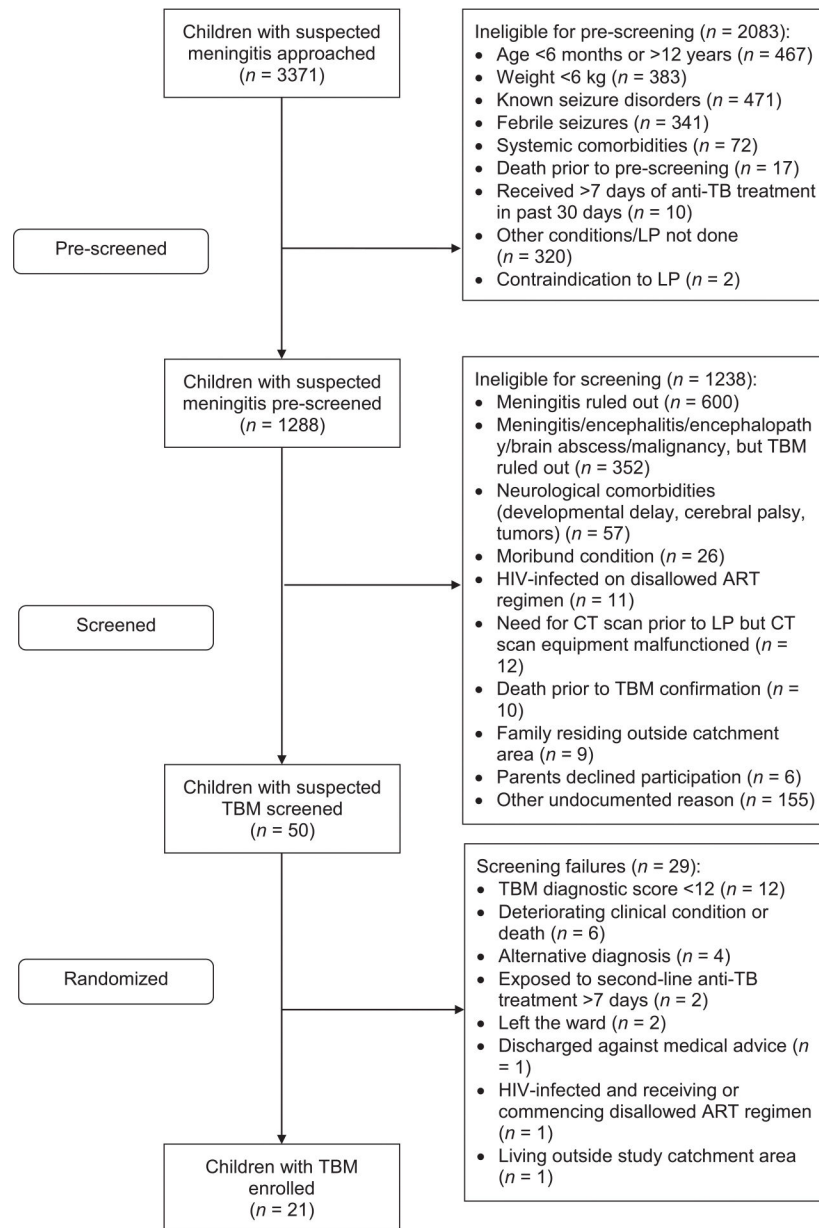 Children with suspected
meningitis approached
(n = 3371)
Ineligible for pre-screening (n = 2083):
• Age <6 months or >12 years (n = 467)
• Weight <6 kg (n = 383)
• Known seizure disorders (n = 471)
• Febrile seizures (n = 341)
• Systemic comorbidities (n = 72)
• Death prior to pre-screening (n = 17)
• Received >7 days of anti-TB treatment
in past 30 days (n = 10)
• Other conditions/LP not done
(n = 320)
• Contraindication to LP (n = 2)
Pre-screened
Children with suspected
meningitis pre-screened
(n = 1288)
Ineligible for screening (n = 1238):
• Meningitis ruled out (n = 600)
• Meningitis/encephalitis/encephalopath
y/brain abscess/malignancy, but TBM
ruled out (n = 352)
• Neurological comorbidities
(developmental delay, cerebral palsy,
tumors) (n = 57)
• Moribund condition (n = 26)
• HIV-infected on disallowed ART
regimen (n = 11)
• Need for CT scan prior to LP but CT
scan equipment malfunctioned (n =
12)
• Death prior to TBM confirmation (n =
10)
• Family residing outside catchment
area (n = 9)
• Parents declined participation (n = 6)
• Other undocumented reason (n = 155)
Screened
Children with suspected
TBM screened
(n = 50)
Screening failures (n = 29):
• TBM diagnostic score <12 (n = 12)
• Deteriorating clinical condition or
death (n = 6)
• Alternative diagnosis (n = 4)
• Exposed to second-line anti-TB
treatment >7 days (n = 2)
• Left the ward (n = 2)
• Discharged against medical advice (n
= 1)
• HIV-infected and receiving or
commencing disallowed ART regimen
(n = 1)
• Living outside study catchment area
(n = 1)
Randomized
Children with TBM
enrolled
(n = 21)